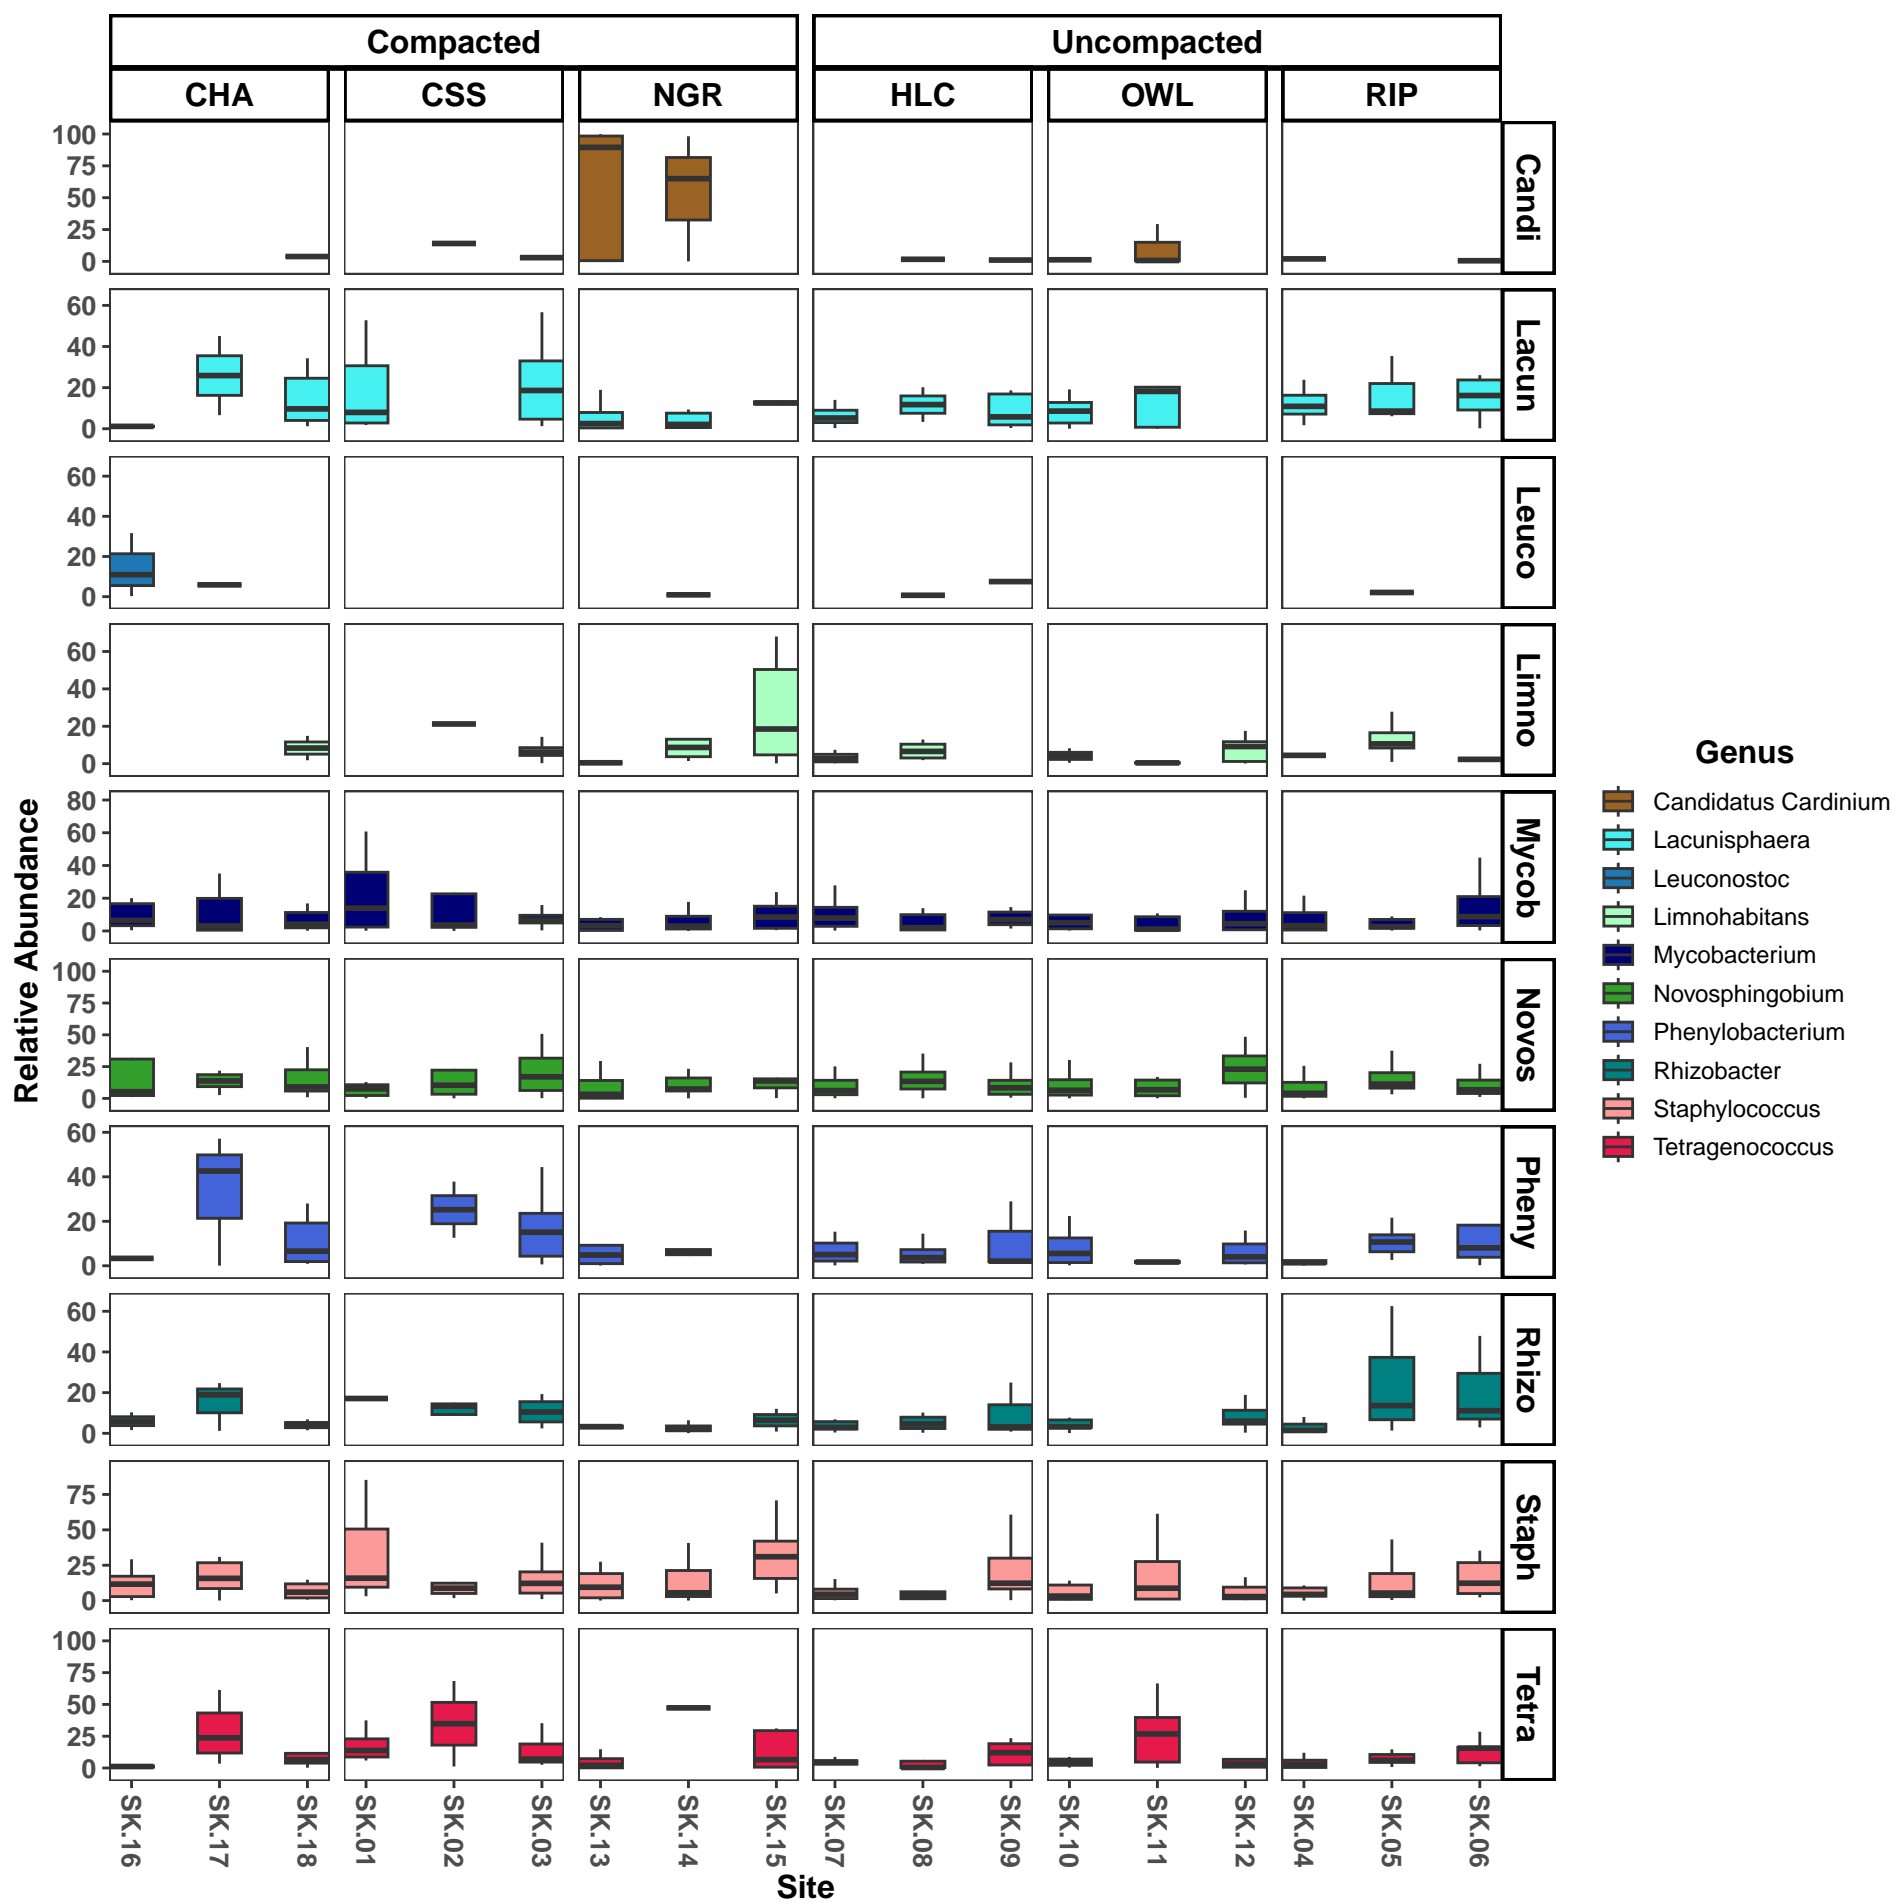 Compacted
Uncompacted
CHA
CSS
NGR
HLC
OWL
RIP
100
75
50
25
0
Candi
60
40
20
0
Lacun
60
40
20
0
Leuco
60
40
20
0
Limno
80
60
40
20
0
Mycob
100
75
50
25
0
Novos
60
40
20
0
Pheny
60
40
20
0
Rhizo
75
50
25
0
Staph
100
75
50
25
0
Tetra
SK.16
SK.17
SK.18
SK.01
SK.02
SK.03
SK.13
SK.14
SK.15
SK.07
SK.08
SK.09
SK.10
SK.11
SK.12
SK.04
SK.05
SK.06
Site
Relative Abundance
Genus
Candidatus Cardinium
Lacunisphaera
Leuconostoc
Limnohabitans
Mycobacterium
Novosphingobium
Phenylobacterium
Rhizobacter
Staphylococcus
Tetragenococcus